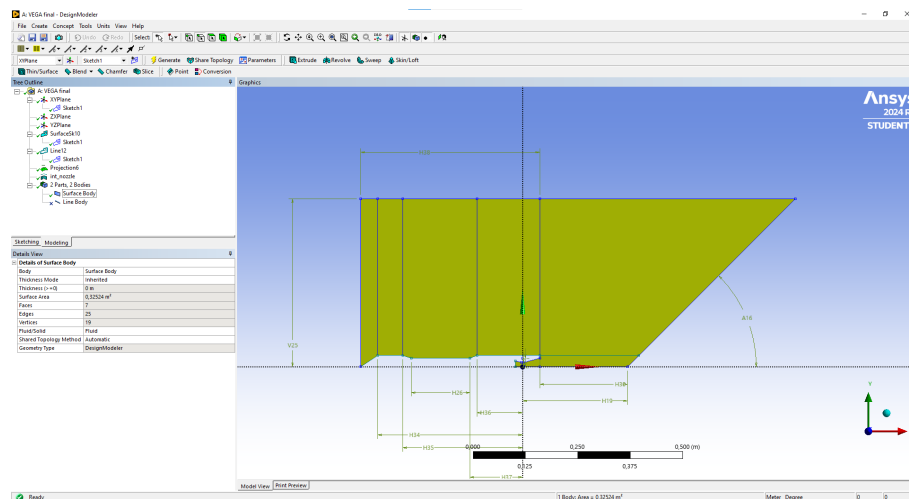 A: VEGA final - DesignModeler
File Create Concept Tools Units View Help
Undo Redo Select:
XYPlane Sketch1 Generate Share Topology Parameters Extrude Revolve Sweep Skin/Loft
Thin/Surface Blend Chamfer Slice Point Conversion
Tree Outline
A: VEGA final
XYPlane
Sketch1
ZXPlane
YZPlane
SurfaceSk10
Sketch1
Line12
Sketch1
Projection6
int_nozzle
2 Parts, 2 Bodies
Surface Body
Line Body
Sketching Modeling
Details View
Details of Surface Body
Body Surface Body
Thickness Mode Inherited
Thickness (>=0) 0 m
Surface Area 0,32524 m²
Faces 7
Edges 25
Vertices 19
Fluid/Solid Fluid
Shared Topology Method Automatic
Geometry Type DesignModeler
Graphics
Ansys
2024 R
STUDENT
V25
A16
H26
H38
H19
H36
H34
H35
H37
0,000 0,250 0,500 (m)
0,125 0,375
Y
Model View Print Preview
Ready 1 Body: Area = 0,32524 m² Meter Degree 0 0